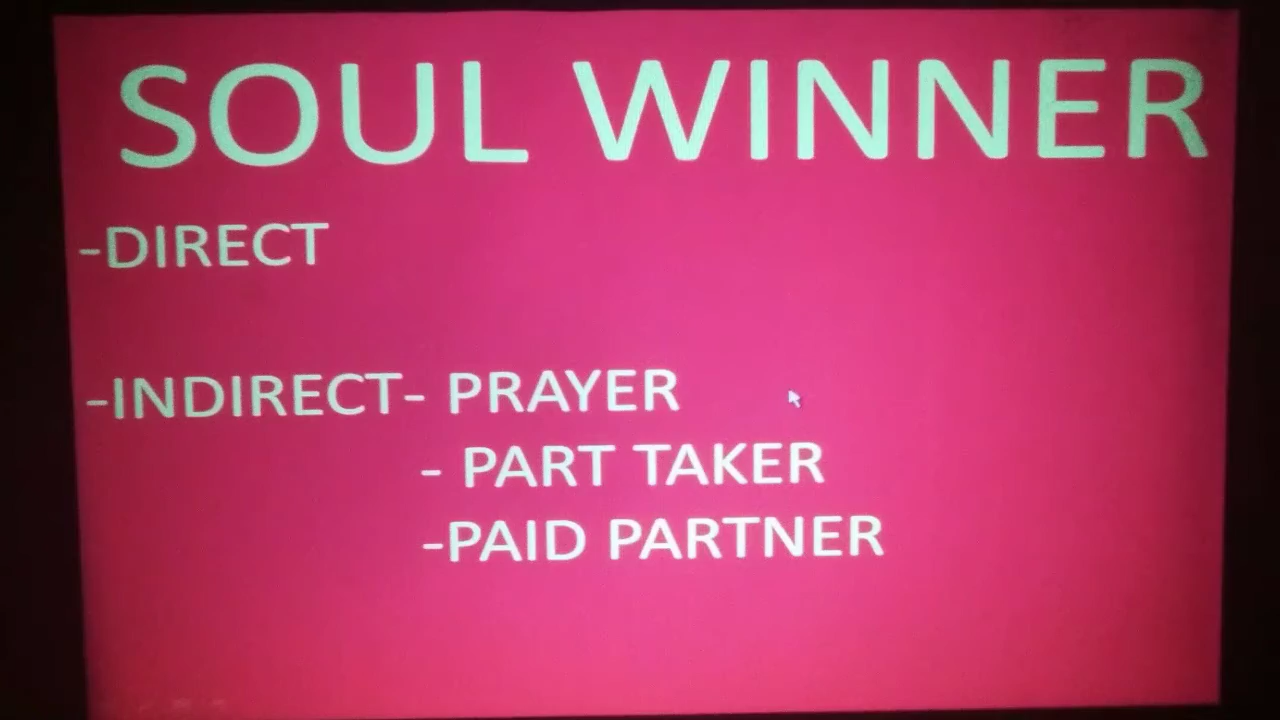 SOUL WINNER
-DIRECT
-INDIRECT- PRAYER
- PART TAKER
-PAID PARTNER